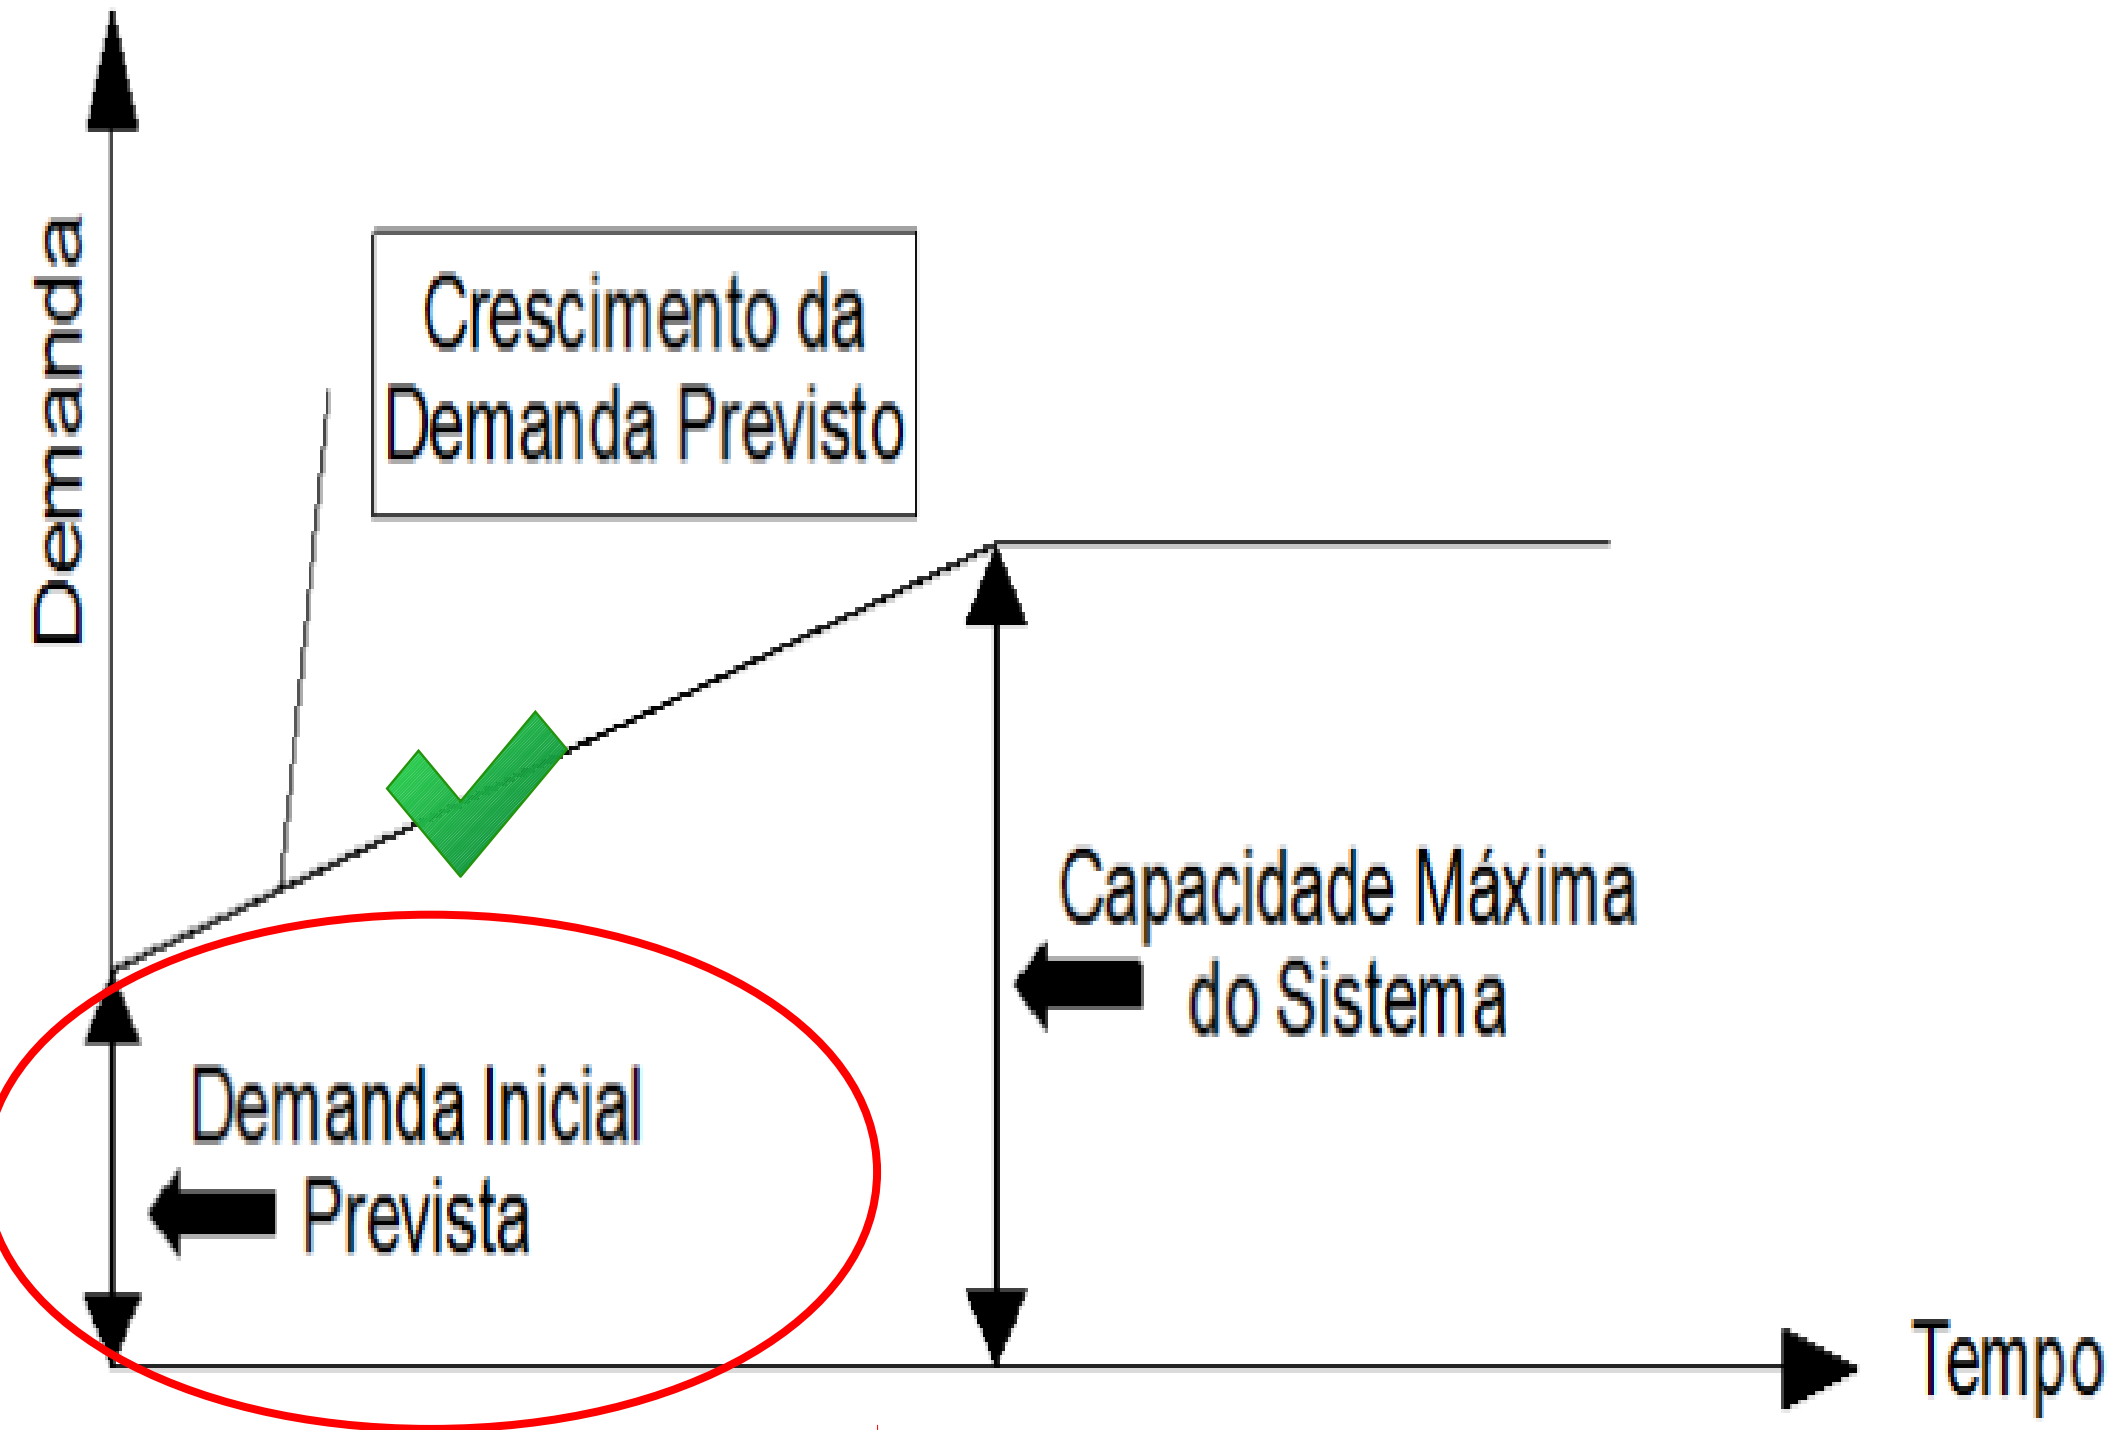 Demanda
Crescimento da
Demanda Previsto
Capacidade Máxima
do Sistema
Demanda Inicial
Prevista
Tempo